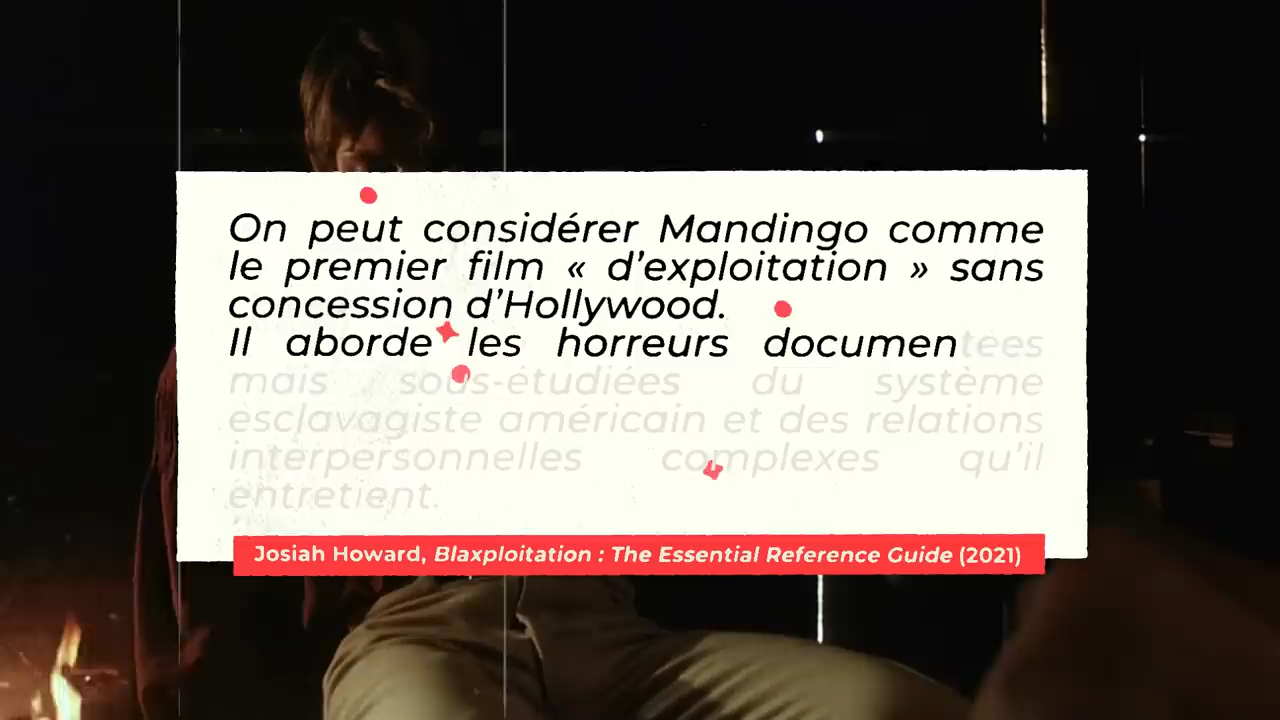 On peut considérer Mandingo comme
le premier film « d'exploitation » sans
concession d'Hollywood.
Il aborde les horreurs documentées
mais sous-étudiées du système
esclavagiste américain et des relations
interpersonnelles complexes qu'il
entretient.
Josiah Howard, Blaxploitation : The Essential Reference Guide (2021)